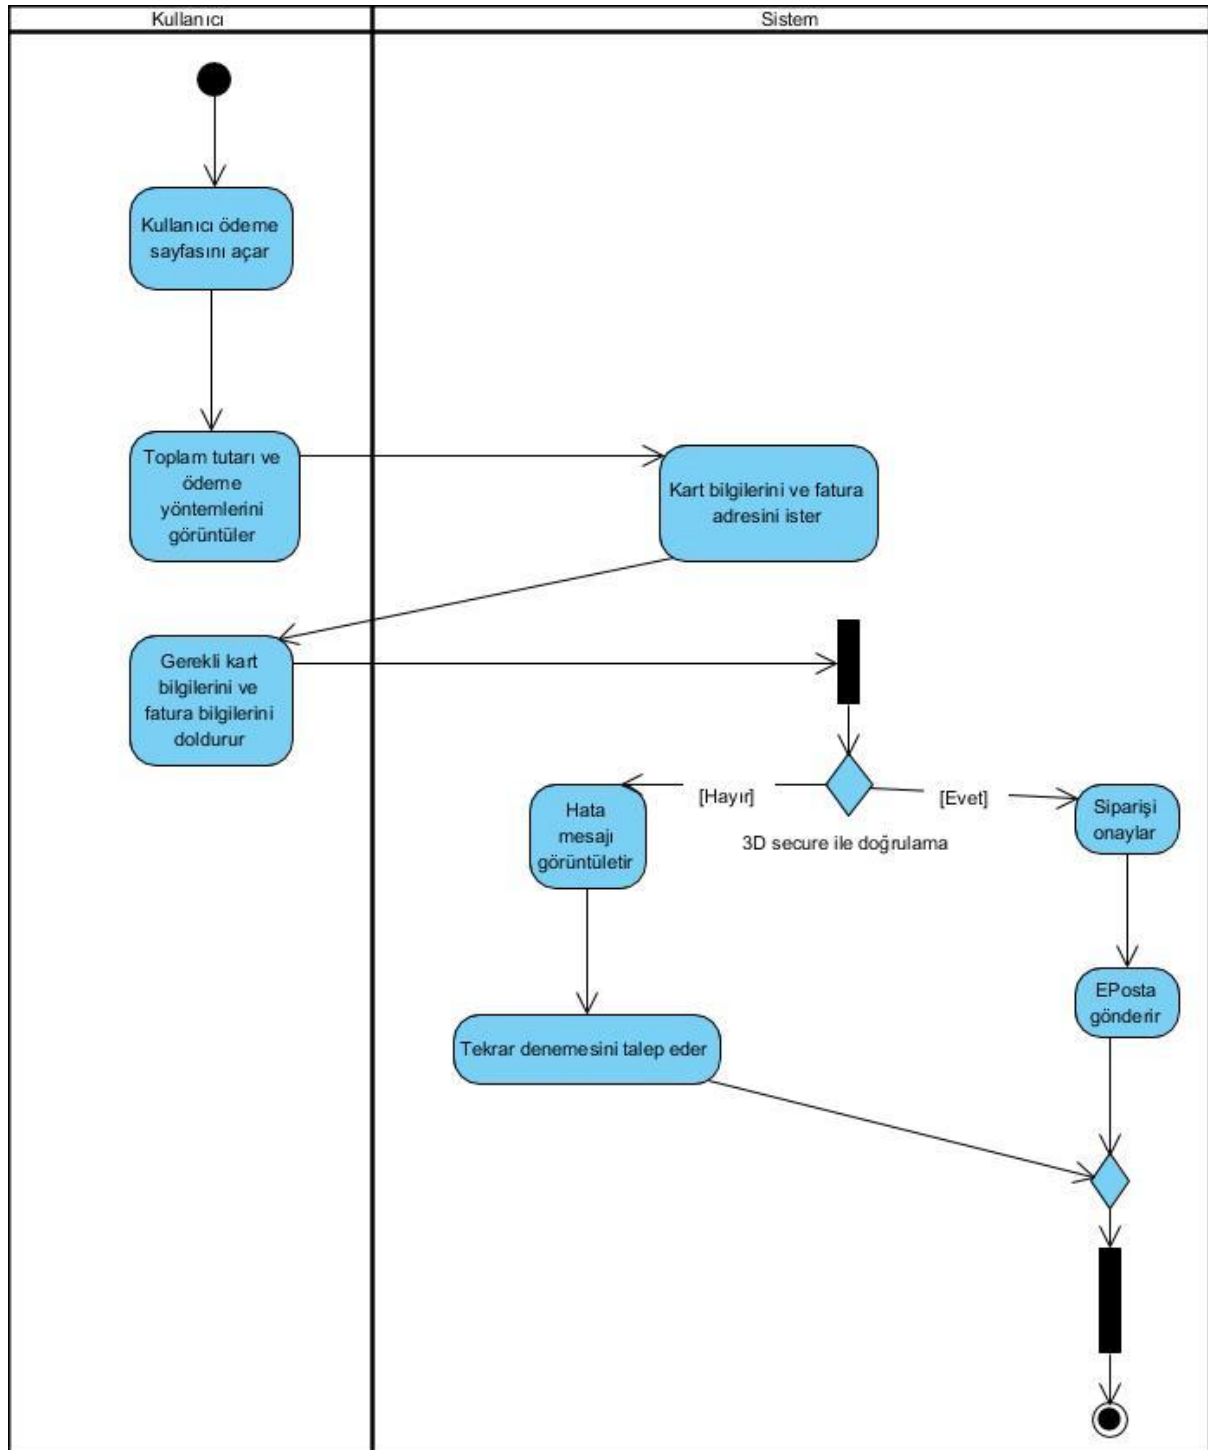 Kullanıcı
Sistem
Kullanıcı ödeme
sayfasını açar
Toplam tutarı ve
ödeme
yöntemlerini
görüntüler
Kart bilgilerini ve fatura
adresini ister
Gerekli kart
bilgilerini ve
fatura bilgilerini
doldurur
[Hayır]
[Evet]
3D secure ile doğrulama
Hata
mesajı
görüntületir
Siparişi
onaylar
EPosta
gönderir
Tekrar denemesini talep eder